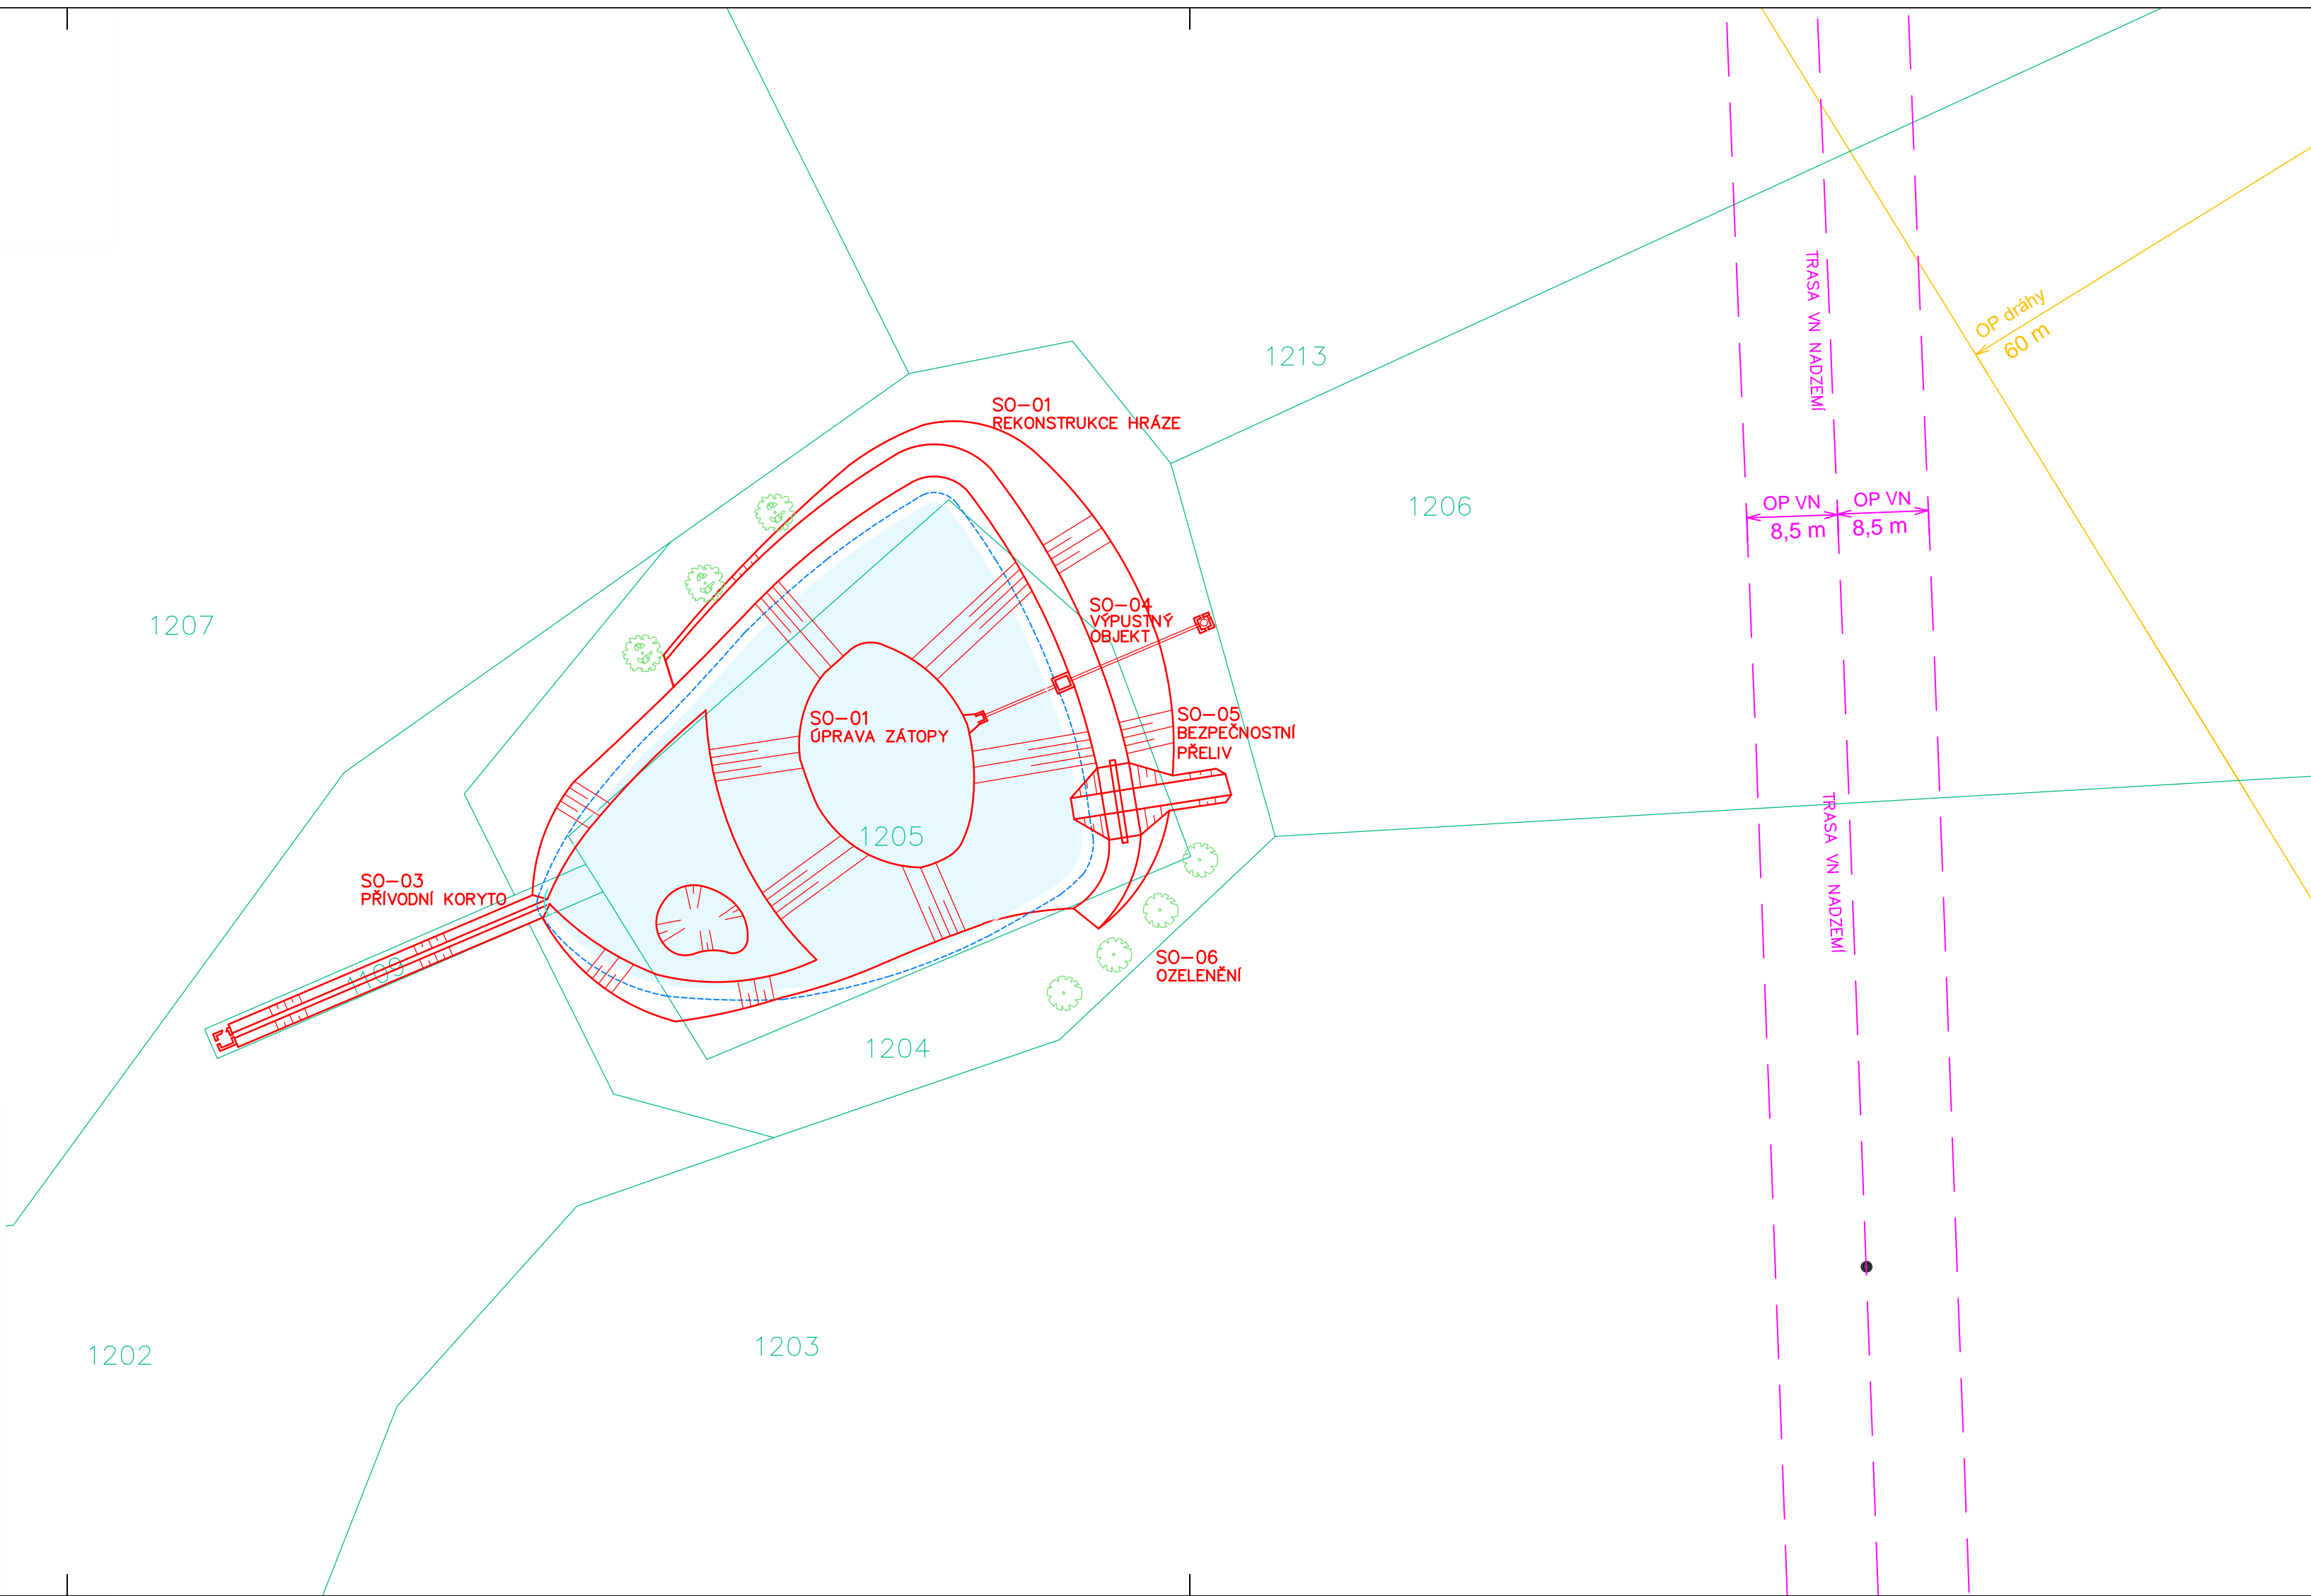 1213
SO-01
REKONSTRUKCE HRÁZE
OP dráhy
60 m
TRASA VN NADZEMÍ
1206
OP VN
8,5 m
OP VN
8,5 m
1207
SO-04
VÝPUSTNÝ
OBJEKT
SO-01
ÚPRAVA ZÁTOPY
SO-05
BEZPEČNOSTNÍ
PŘELIV
1205
TRASA VN NADZEMÍ
SO-03
PŘÍVODNÍ KORYTO
SO-06
OZELENĚNÍ
1204
1203
1202